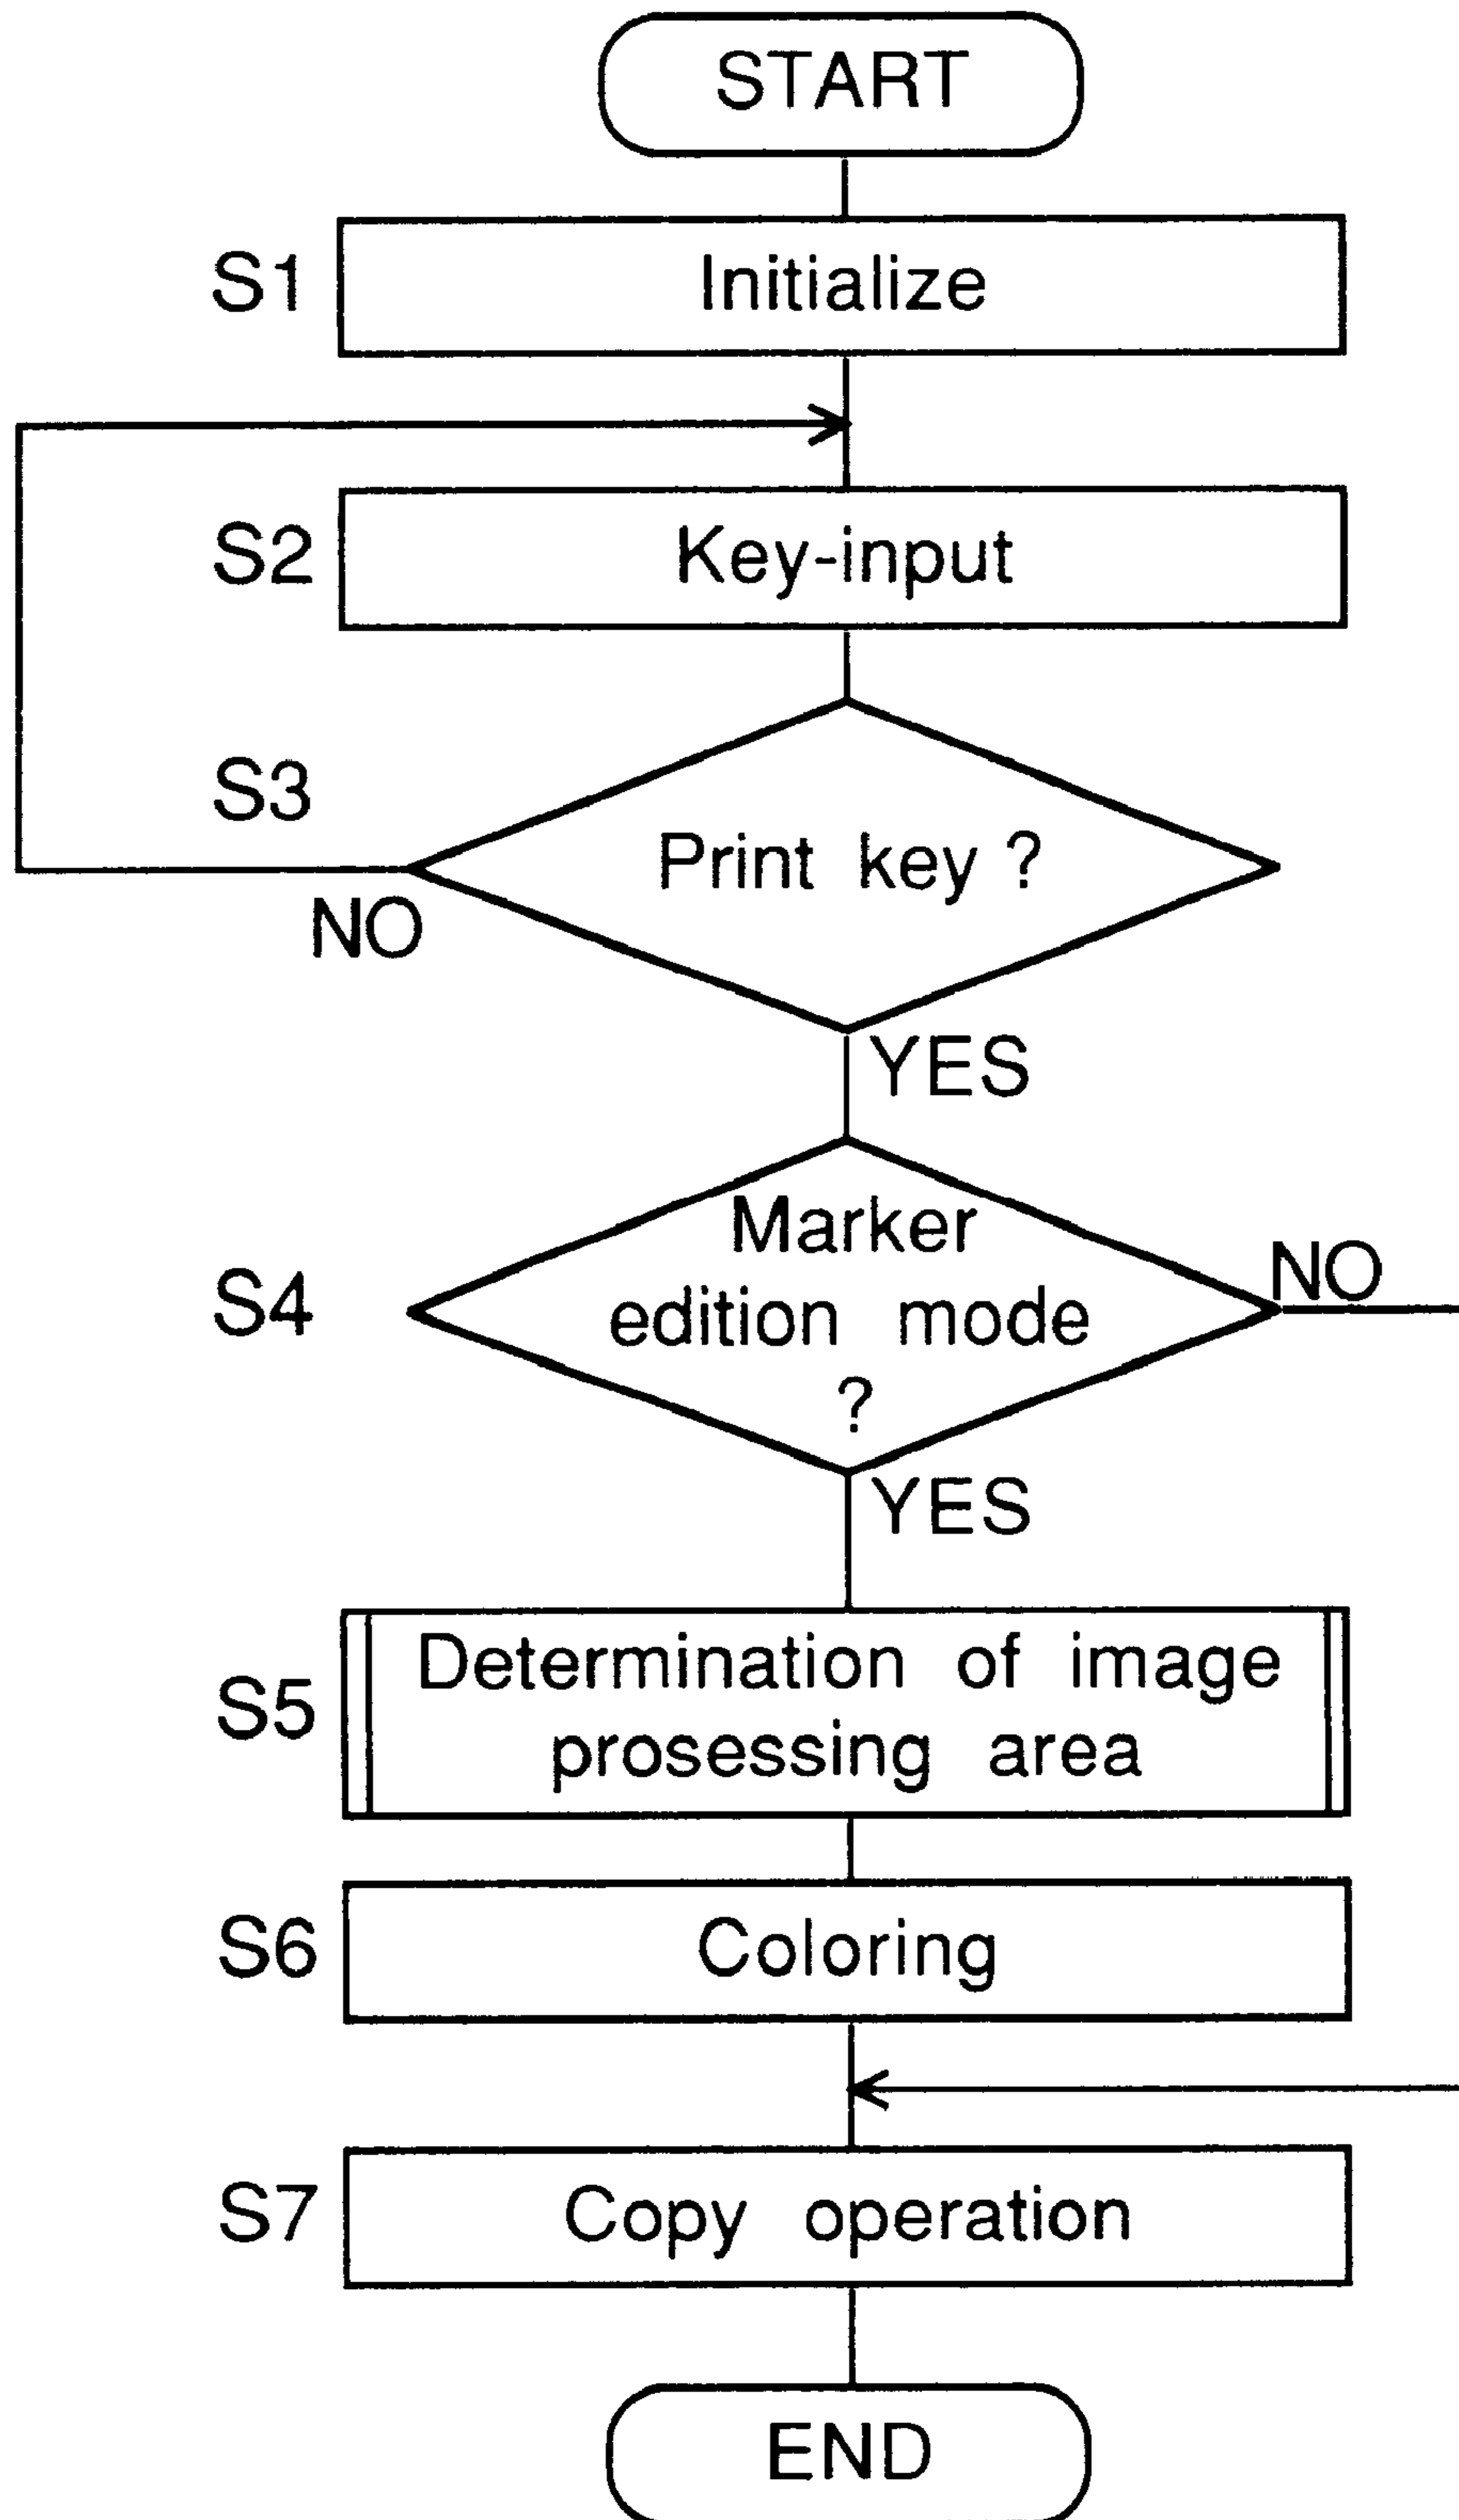 START
S1
Initialize
S2
Key-input
S3
Print key ?
NO
YES
S4
Marker
edition mode
?
NO
YES
S5
Determination of image
prosessing area
S6
Coloring
S7
Copy operation
END